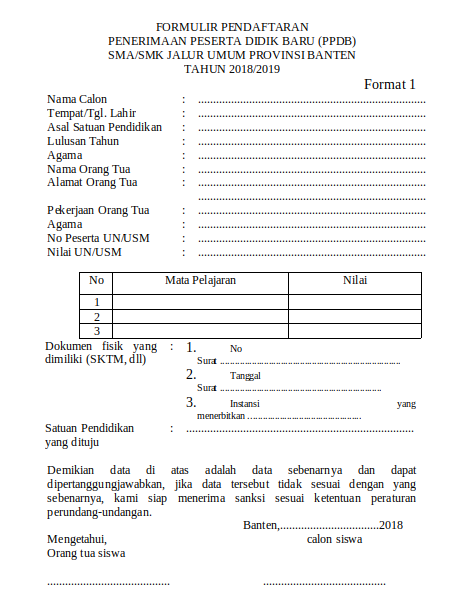 FORMULIR PENDAFTARAN
PENERIMAAN PESERTA DIDIK BARU (PPDB)
SMA/SMK JALUR UMUM PROVINSI BANTEN
TAHUN 2018/2019
Format 1
Nama Calon : ............................................................................
Tempat/Tgl. Lahir : ............................................................................
Asal Satuan Pendidikan : ............................................................................
Lulusan Tahun : ............................................................................
Agama : ............................................................................
Nama Orang Tua : ............................................................................
Alamat Orang Tua : ............................................................................
............................................................................
Pekerjaan Orang Tua : ............................................................................
Agama : ............................................................................
No Peserta UN/USM : ............................................................................
Nilai UN/USM : ............................................................................
No Mata Pelajaran Nilai
1
2
3
Dokumen fisik yang : 1. No
dimiliki (SKTM, dll) Surat ..........................................................................
2. Tanggal
Surat ..................................................................
3. Instansi yang
menerbitkan ..............................................
Satuan Pendidikan : ............................................................................
yang dituju
Demikian data di atas adalah data sebenarnya dan dapat
dipertanggungjawabkan, jika data tersebut tidak sesuai dengan yang
sebenarnya, kami siap menerima sanksi sesuai ketentuan peraturan
perundang-undangan.
Banten,.................................2018
Mengetahui, calon siswa
Orang tua siswa
......................................... .........................................